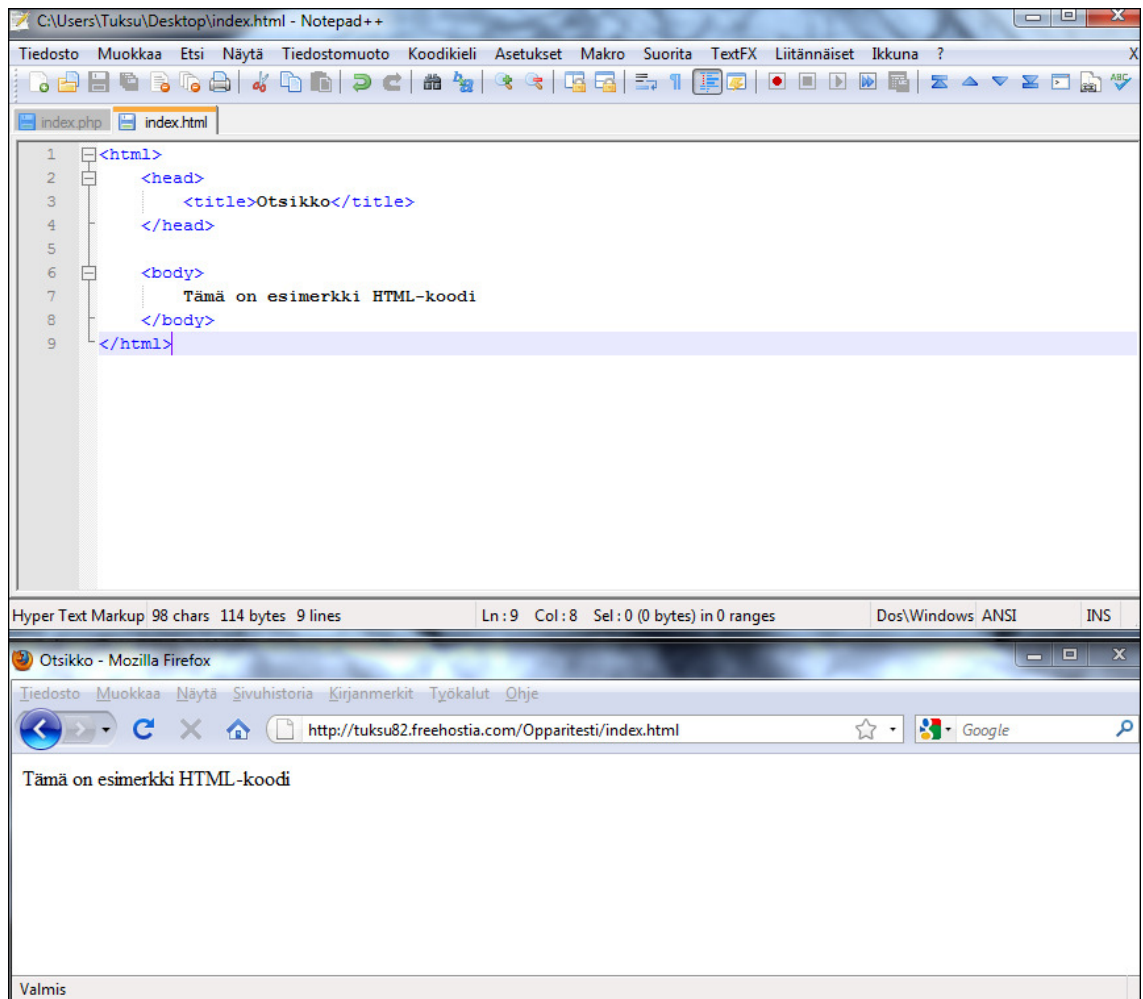 C:\Users\Tuksu\Desktop\index.html - Notepad++
Tiedosto Muokkaa Etsi Näytä Tiedostomuoto Koodikieli Asetukset Makro Suorita TextFX Liitännäiset Ikkuna ? X
index.php index.html
1 <html>
2 <head>
3 <title>Otsikko</title>
4 </head>
5
6 <body>
7 Tämä on esimerkki HTML-koodi
8 </body>
9 </html>
Hyper Text Markup 98 chars 114 bytes 9 lines Ln : 9 Col : 8 Sel : 0 (0 bytes) in 0 ranges Dos\Windows ANSI INS
Otsikko - Mozilla Firefox
Tiedosto Muokkaa Näytä Sivuhistoria Kirjanmerkit Työkalut Ohje
http://tuksu82.freehostia.com/Opparitesti/index.html Google
Tämä on esimerkki HTML-koodi
Valmis